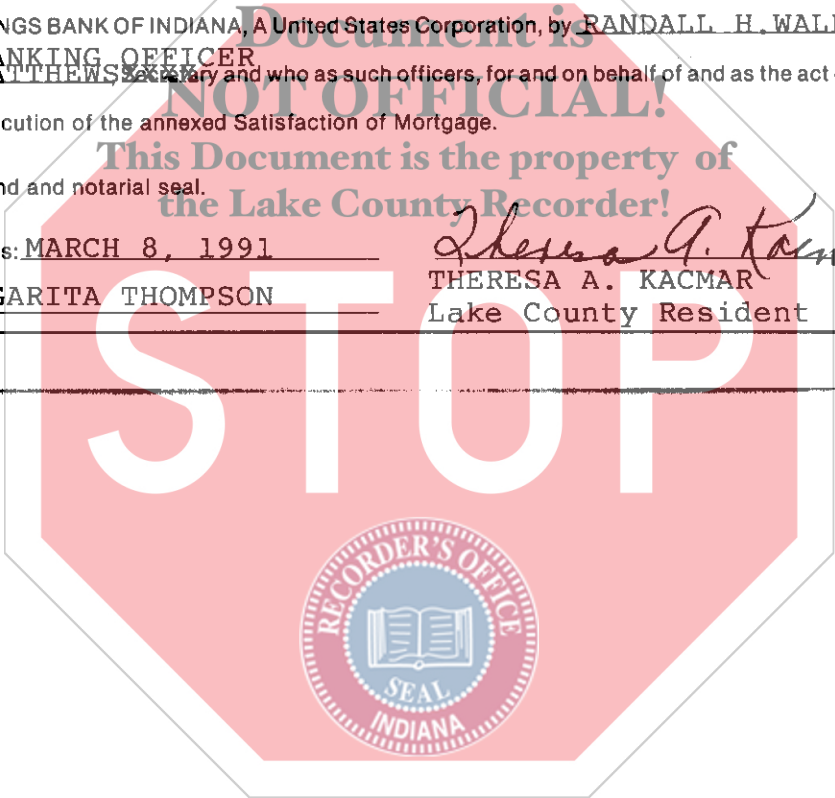 NGS BANK OF INDIANA, A United States Corporation, by RANDALL H. WALL
Document is
ANKING OFFICER
ATTHEWS Secretary and who as such officers, for and on behalf of and as the act
NOT OFFICIAL!
cution of the annexed Satisfaction of Mortgage.
This Document is the property of
nd and notarial seal.
the Lake County Recorder!
s: MARCH 8, 1991 Theresa A.
GARITA THOMPSON THERESA A. KACMAR
Lake County Resident
STOP
RECORDER'S OFFICE
SEAL
INDIANA